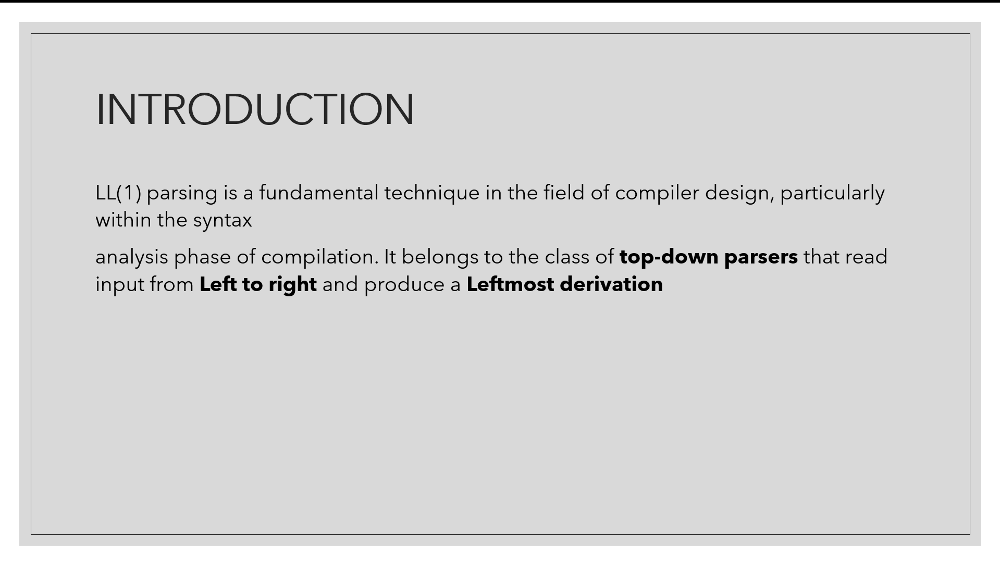 INTRODUCTION
LL(1) parsing is a fundamental technique in the field of compiler design, particularly
within the syntax
analysis phase of compilation. It belongs to the class of top-down parsers that read
input from Left to right and produce a Leftmost derivation